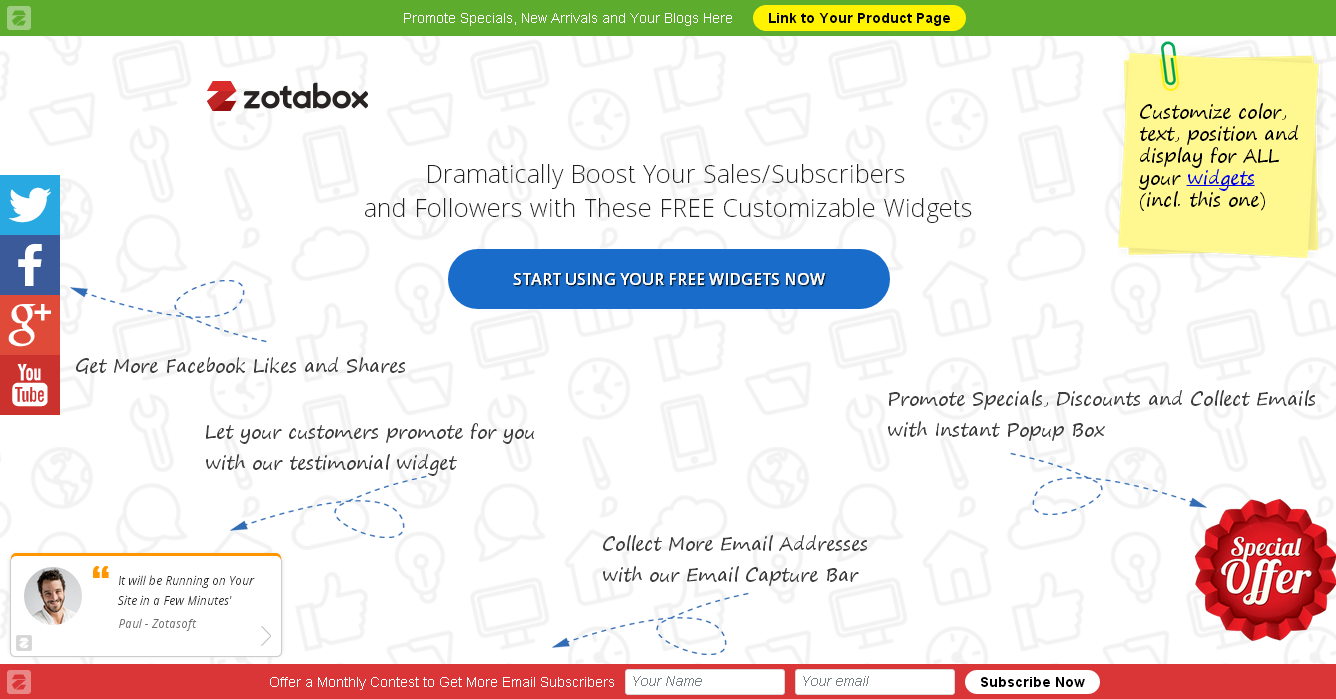 Promote Specials, New Arrivals and Your Blogs Here
Link to Your Product Page
zotabox
Customize color,
text, position and
display for ALL
your widgets
(incl. this one)
Dramatically Boost Your Sales/Subscribers
and Followers with These FREE Customizable Widgets
START USING YOUR FREE WIDGETS NOW
g+
You
Tube
Get More Facebook Likes and Shares
Let your customers promote for you
with our testimonial widget
Promote Specials, Discounts and Collect Emails
with Instant Popup Box
Special
Offer
Collect More Email Addresses
with our Email Capture Bar
“ It will be Running on Your
Site in a Few Minutes'
Paul - Zotasoft
Offer a Monthly Contest to Get More Email Subscribers
Your Name
Your email
Subscribe Now